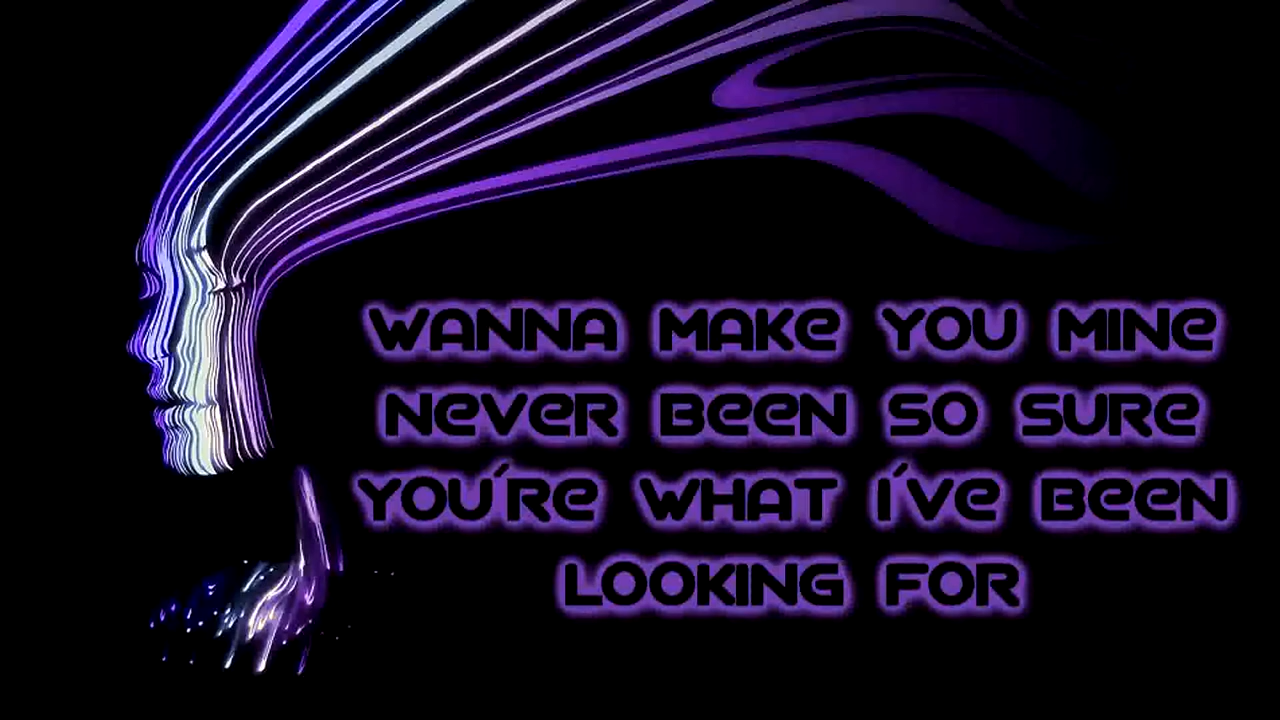 WANNA MAKE YOU MINE
NEVER BEEN SO SURE
YOU´RE WHAT I´VE BEEN
LOOKING FOR